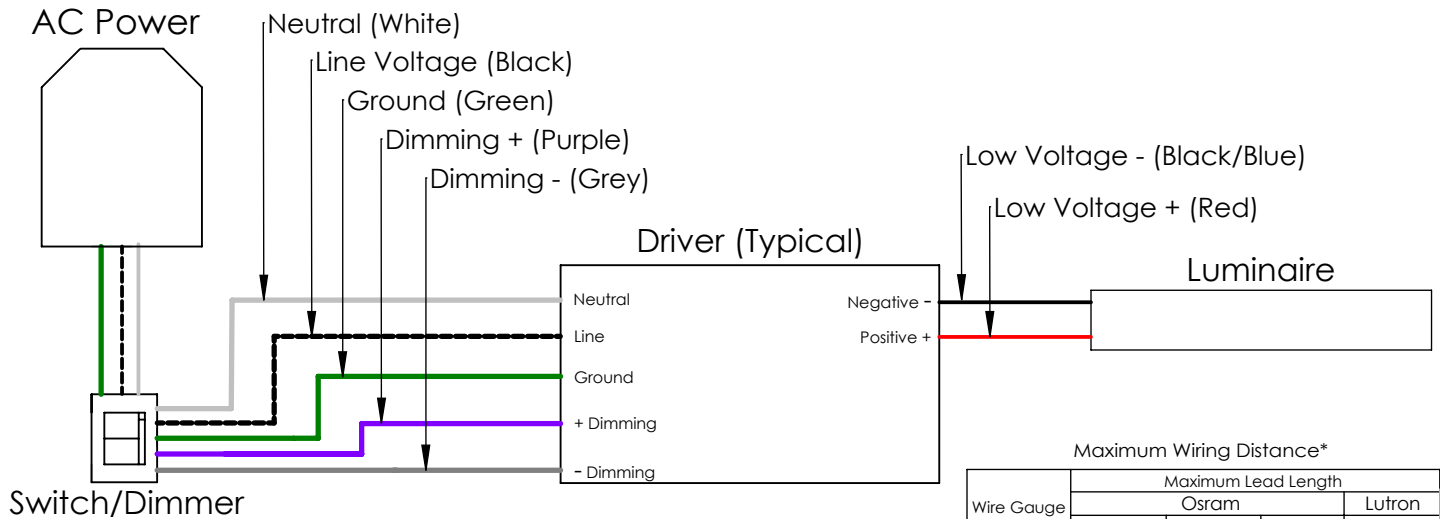 AC Power
Neutral (White)
Line Voltage (Black)
Ground (Green)
Dimming + (Purple)
Dimming - (Grey)
Low Voltage - (Black/Blue)
Low Voltage + (Red)
Driver (Typical)
Luminaire
Neutral
Line
Ground
+ Dimming
- Dimming
Negative -
Positive +
Switch/Dimmer
Maximum Wiring Distance*
Maximum Lead Length
Wire Gauge
Osram
Lutron